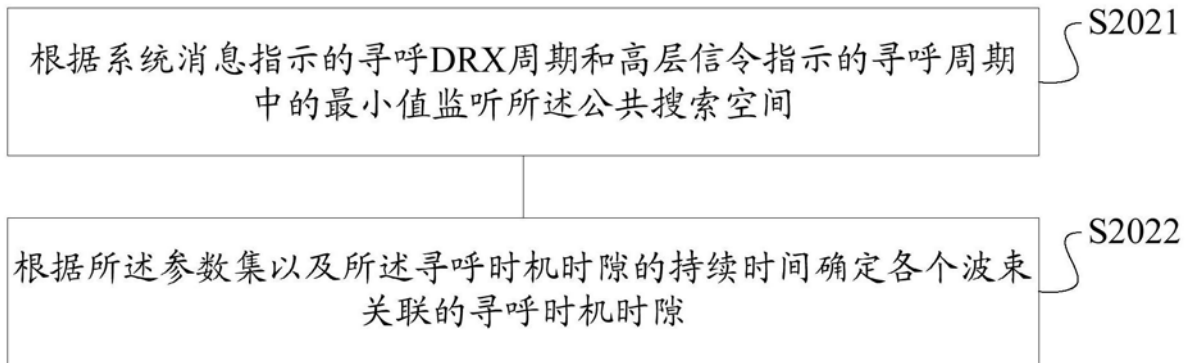 S2021
根据系统消息指示的寻呼DRX周期和高层信令指示的寻呼周期
中的最小值监听所述公共搜索空间
S2022
根据所述参数集以及所述寻呼时机时隙的持续时间确定各个波束
关联的寻呼时机时隙